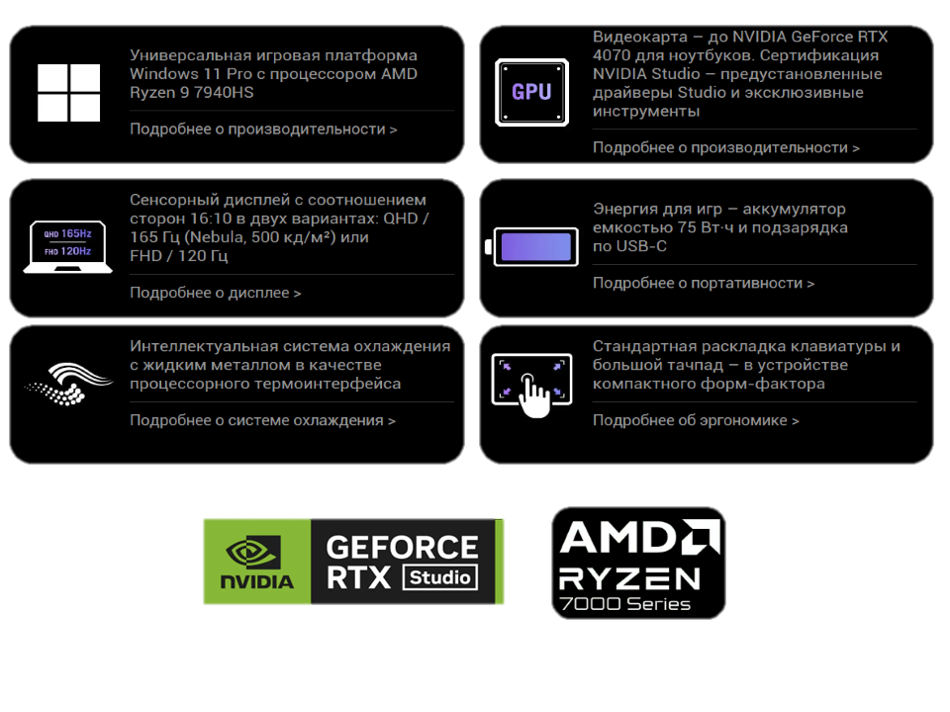 Универсальная игровая платформа
Windows 11 Pro с процессором AMD
Ryzen 9 7940HS
Подробнее о производительности >
GPU
Видеокарта – до NVIDIA GeForce RTX
4070 для ноутбуков. Сертификация
NVIDIA Studio – предустановленные
драйверы Studio и эксклюзивные
инструменты
Подробнее о производительности >
QHD 165Hz
FHD 120Hz
Сенсорный дисплей с соотношением
сторон 16:10 в двух вариантах: QHD /
165 Гц (Nebula, 500 кд/м²) или
FHD / 120 Гц
Подробнее о дисплее >
Энергия для игр – аккумулятор
емкостью 75 Вт·ч и подзарядка
по USB-C
Подробнее о портативности >
Интеллектуальная система охлаждения
с жидким металлом в качестве
процессорного термоинтерфейса
Подробнее о системе охлаждения >
Стандартная раскладка клавиатуры и
большой тачпад – в устройстве
компактного форм-фактора
Подробнее об эргономике >
NVIDIA
GEFORCE
RTX Studio
AMD
RYZEN
7000 Series